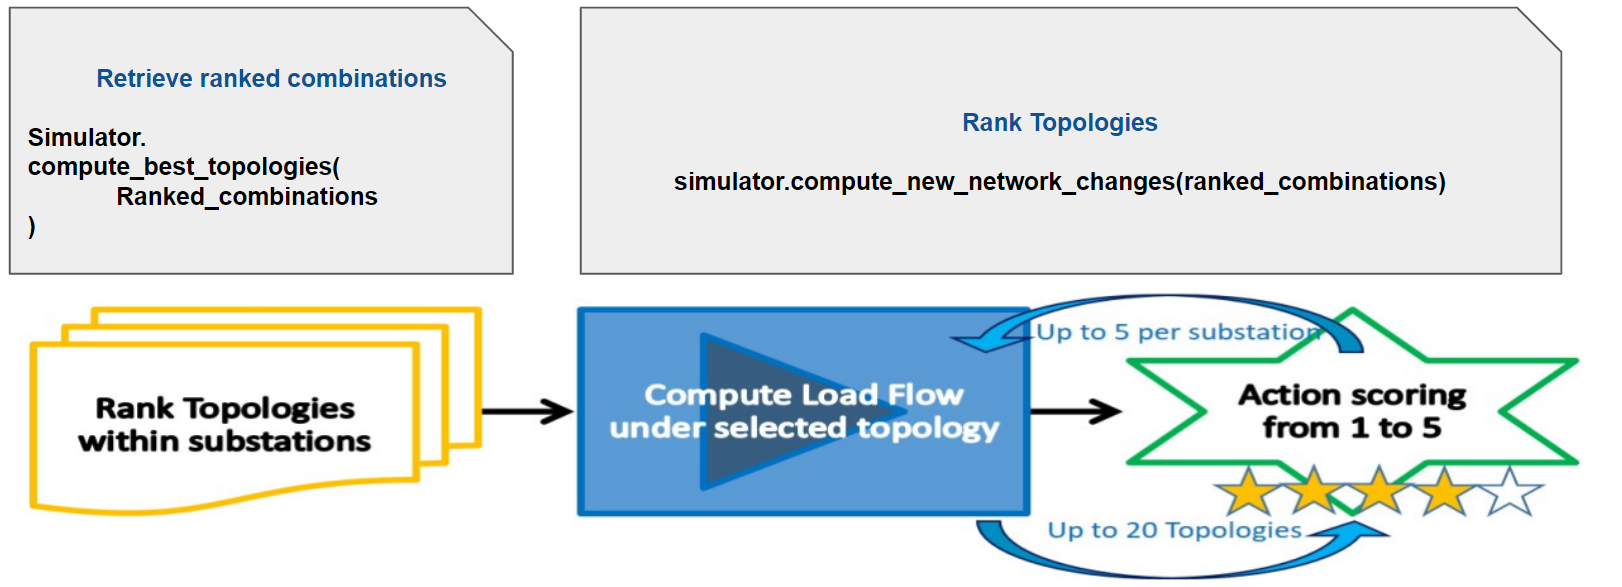 Retrieve ranked combinations
Simulator.
compute_best_topologies(
Ranked_combinations
)
Rank Topologies
simulator.compute_new_network_changes(ranked_combinations)
Rank Topologies
within substations
Compute Load Flow
under selected topology
Up to 5 per substation
Action scoring
from 1 to 5
Up to 20 Topologies